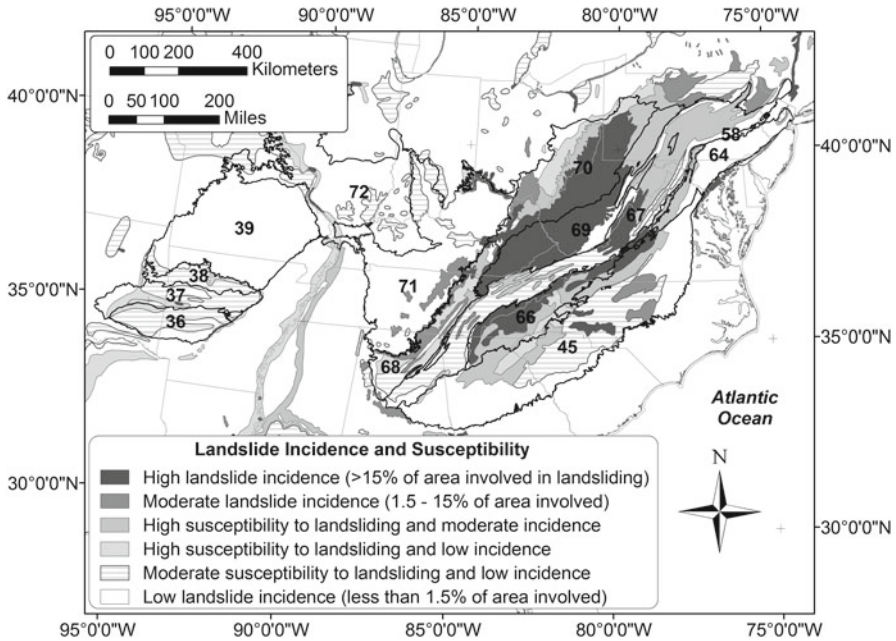 95°0'0"W 90°0'0"W 85°0'0"W 80°0'0"W 75°0'0"W
0 100 200 400
Kilometers
0 50 100 200
Miles
40°0'0"N
40°0'0"N
58
64
70
72
67
39
69
38
71
35°0'0"N
37
36
66
35°0'0"N
45
68
Atlantic
Ocean
N
30°0'0"N
30°0'0"N
Landslide Incidence and Susceptibility
High landslide incidence (>15% of area involved in landsliding)
Moderate landslide incidence (1.5 - 15% of area involved)
High susceptibility to landsliding and moderate incidence
High susceptibility to landsliding and low incidence
Moderate susceptibility to landsliding and low incidence
Low landslide incidence (less than 1.5% of area involved)
95°0'0"W 90°0'0"W 85°0'0"W 80°0'0"W 75°0'0"W